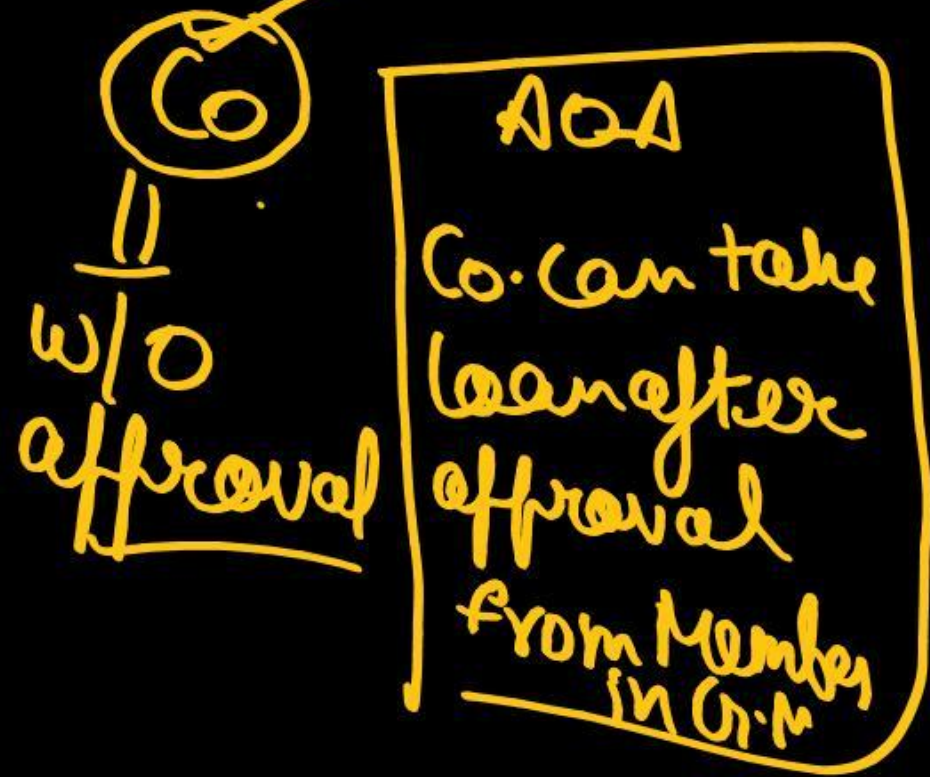 Co
w/o
approval
AOA
Co. Can take
loan after
approval
from Member
in G.M